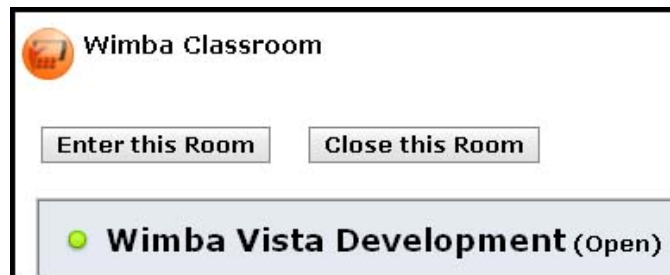 Wimba Classroom
Enter this Room Close this Room
Wimba Vista Development (Open)